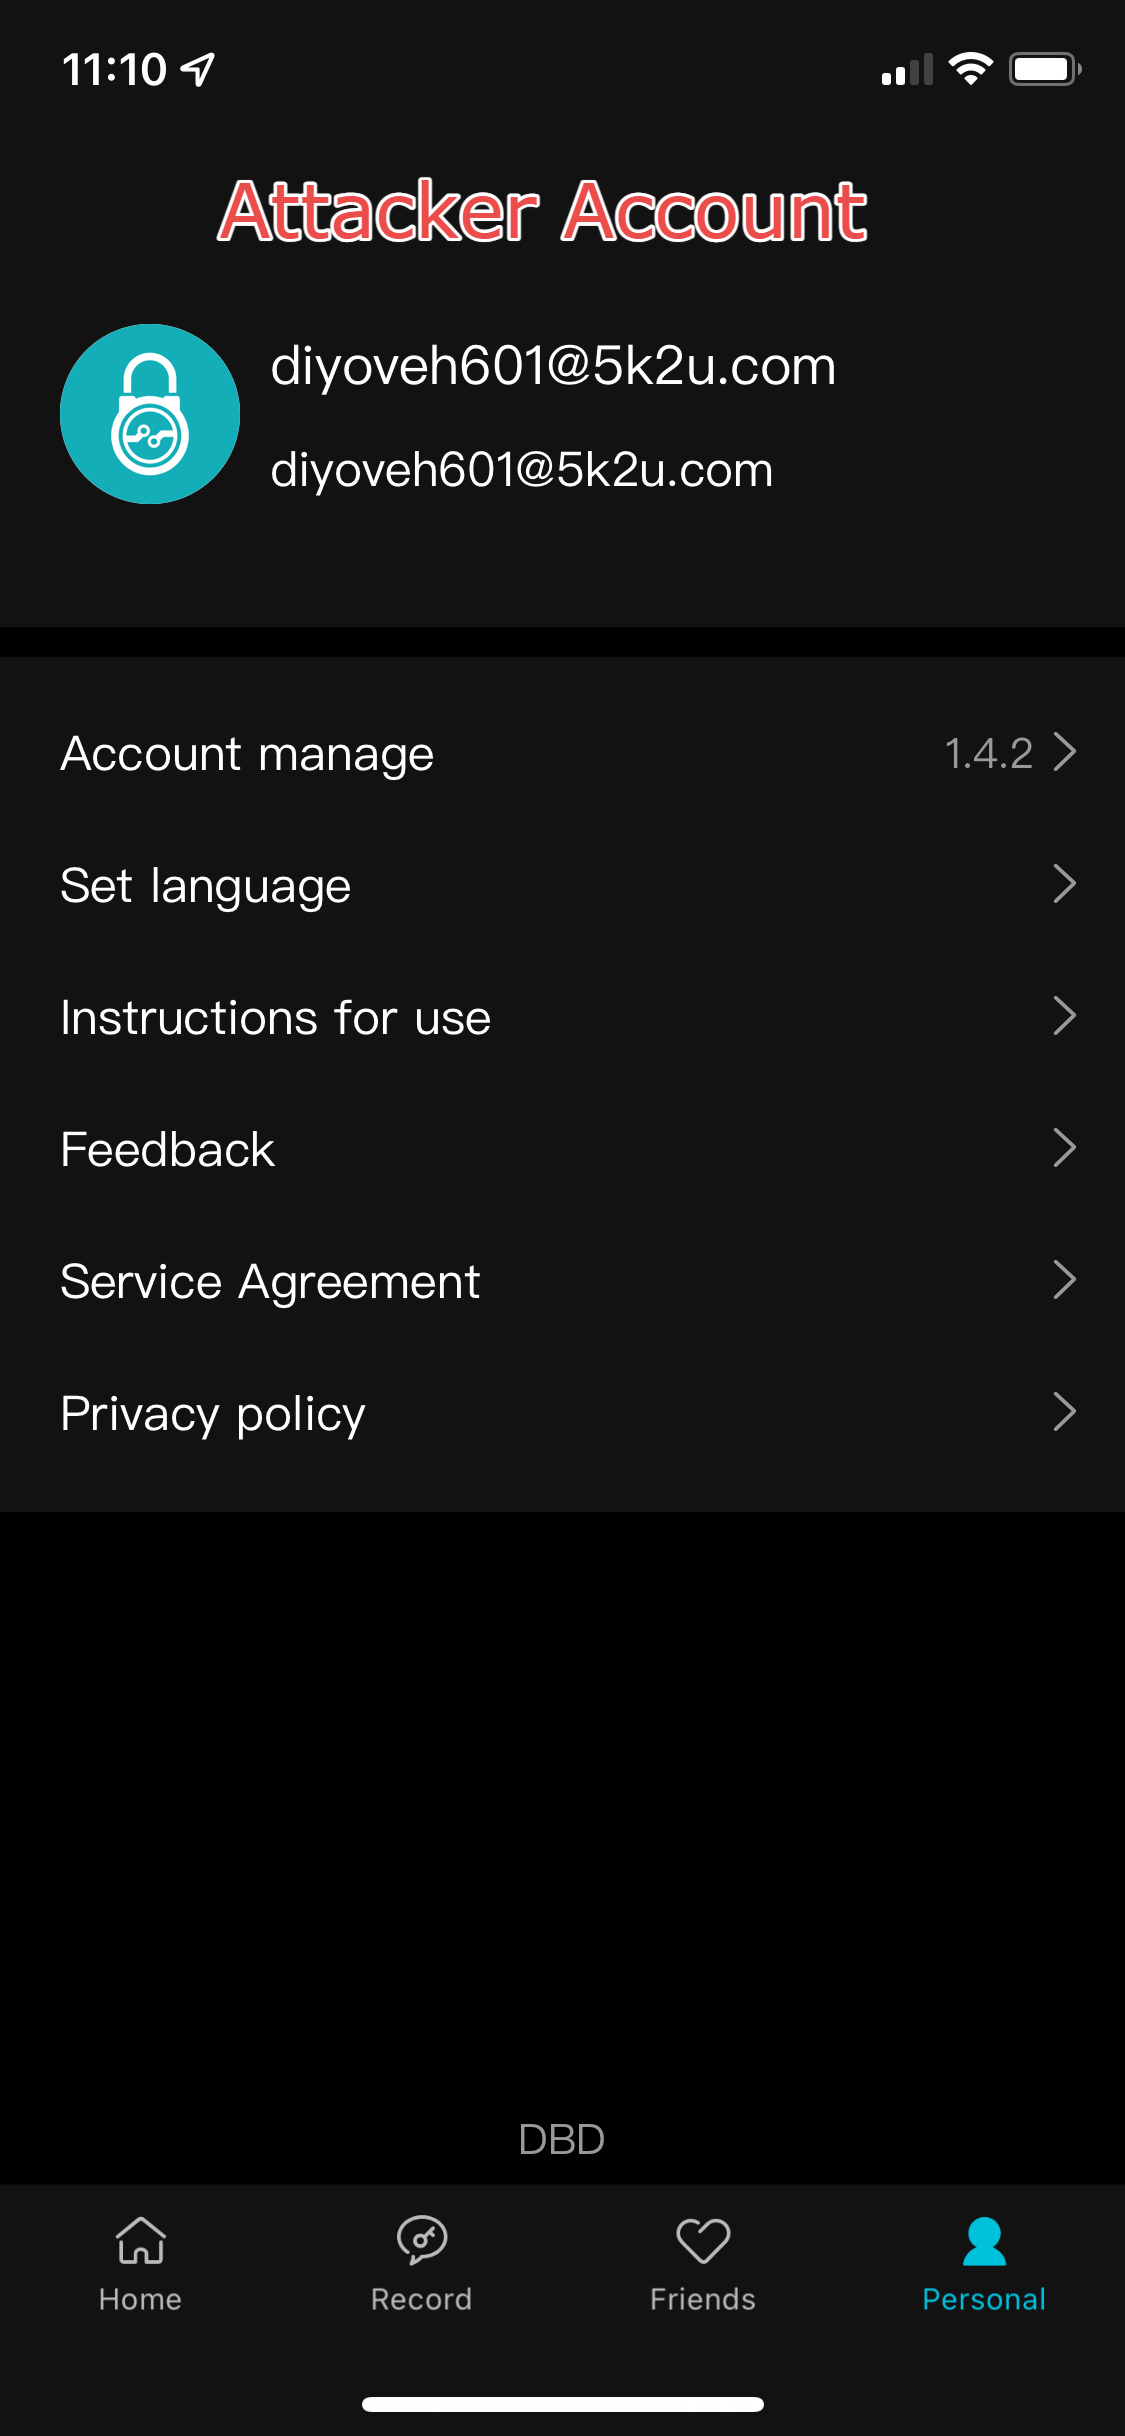 11:10
Attacker Account
diyoveh601@5k2u.com
diyoveh601@5k2u.com
Account manage 1.4.2
Set language
Instructions for use
Feedback
Service Agreement
Privacy policy
DBD
Home Record Friends Personal